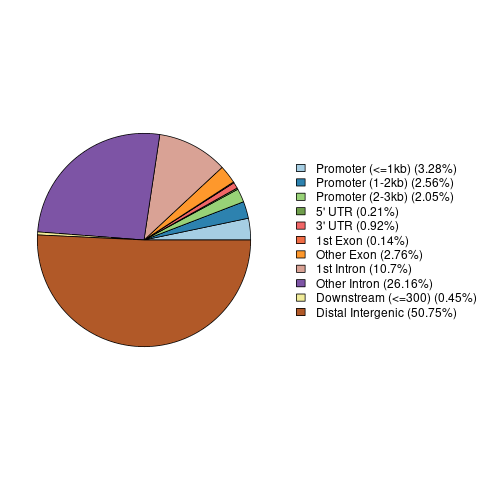 Promoter (<=1kb) (3.28%)
Promoter (1-2kb) (2.56%)
Promoter (2-3kb) (2.05%)
5' UTR (0.21%)
3' UTR (0.92%)
1st Exon (0.14%)
Other Exon (2.76%)
1st Intron (10.7%)
Other Intron (26.16%)
Downstream (<=300) (0.45%)
Distal Intergenic (50.75%)